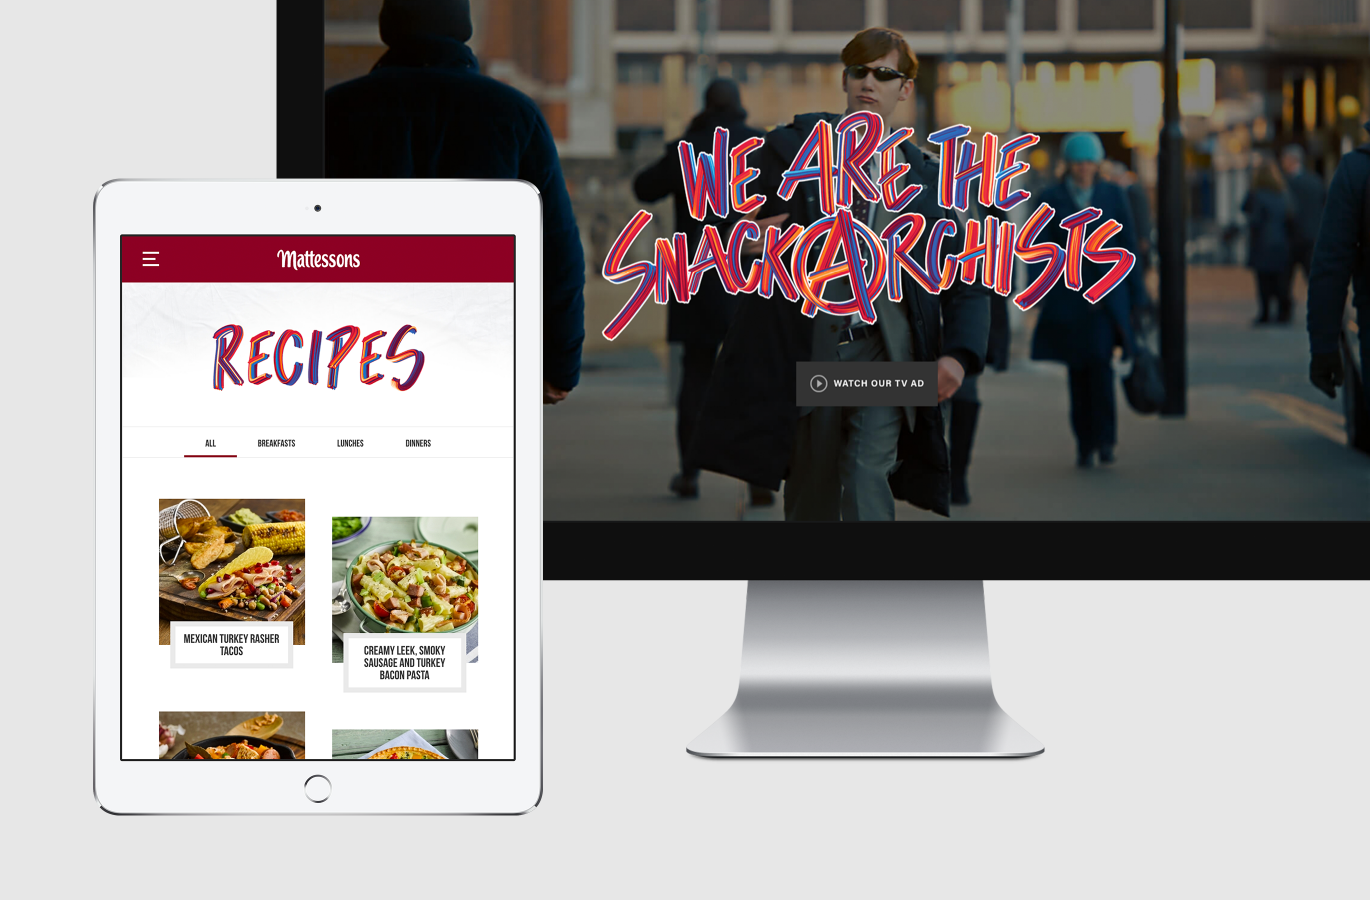 WE ARE THE
SNACKARCHISTS
WATCH OUR TV AD
Mattessons
RECIPES
ALL
BREAKFASTS
LUNCHES
DINNERS
MEXICAN TURKEY RASHER
TACOS
CREAMY LEEK, SMOKY
SAUSAGE AND TURKEY
BACON PASTA